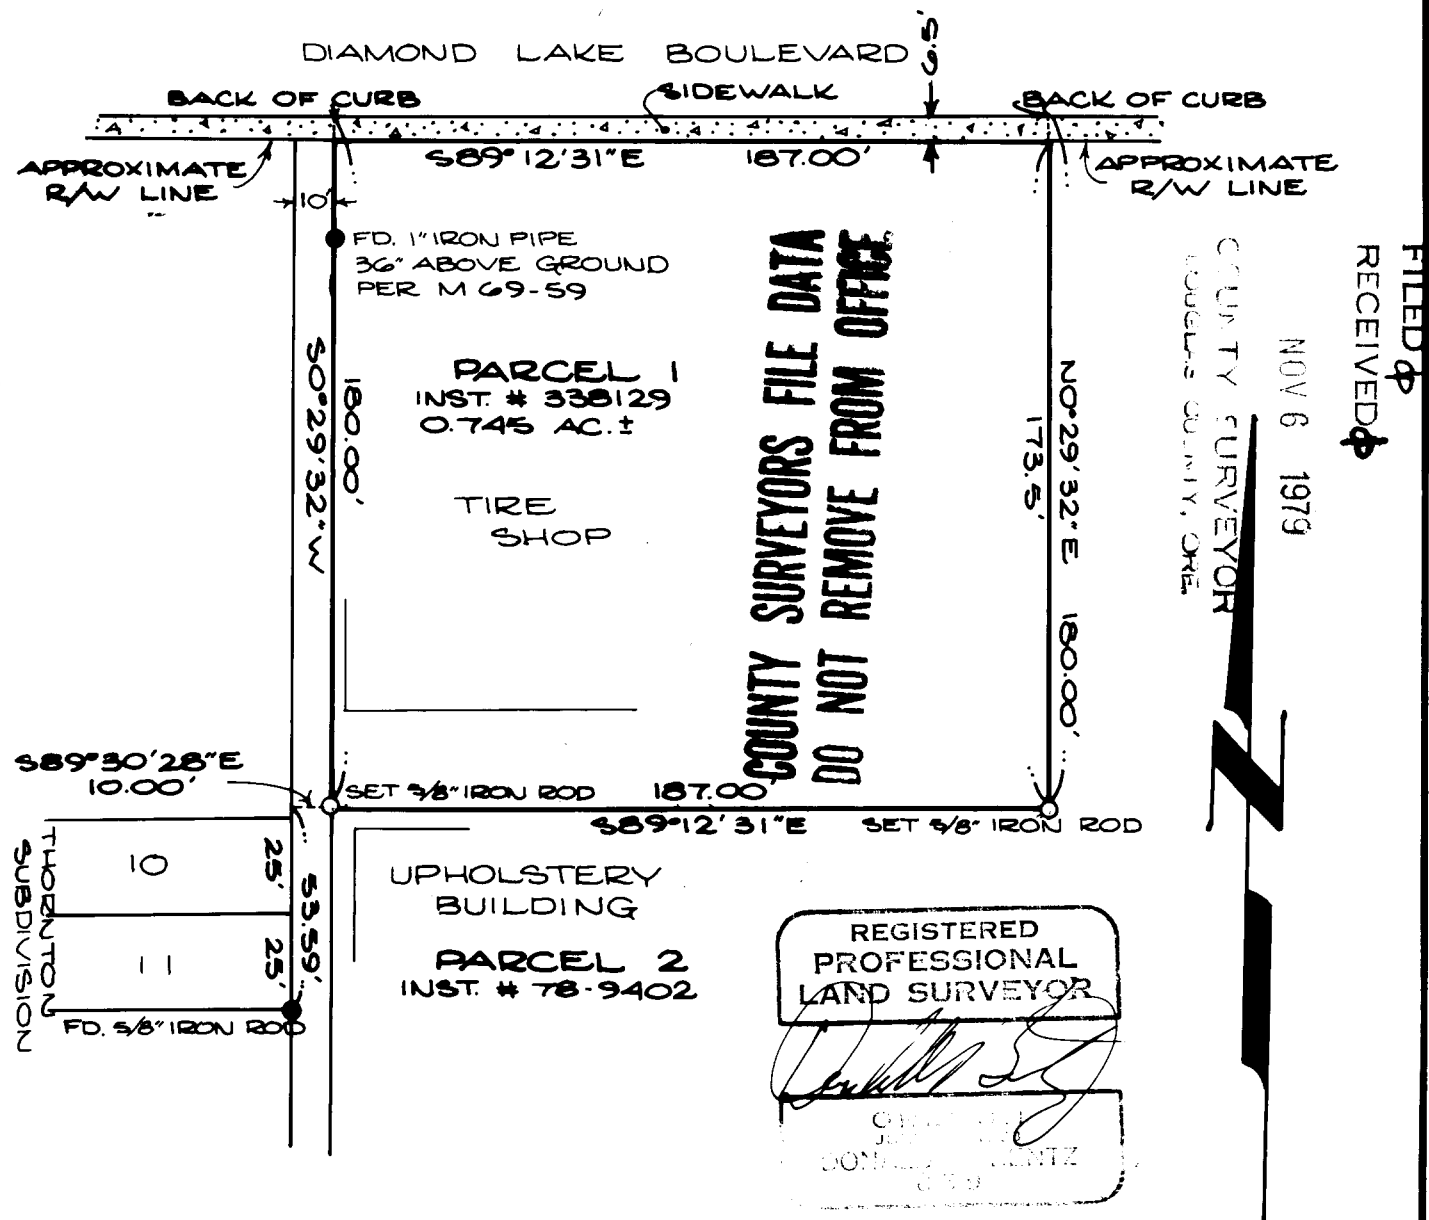 DIAMOND LAKE BOULEVARD
6.5'
BACK OF CURB
SIDEWALK
BACK OF CURB
APPROXIMATE
R/W LINE
S89°12'31"E 187.00'
APPROXIMATE
R/W LINE
10'
FD. 1" IRON PIPE
36" ABOVE GROUND
PER M 69-59
S0°29'32"W
180.00'
PARCEL 1
INST. # 338129
0.745 AC.±
TIRE
SHOP
COUNTY SURVEYORS FILE DATA
DO NOT REMOVE FROM OFFICE
N0°29'32"E 180.00'
173.5'
FILED
RECEIVED
NOV 6 1979
COUNTY SURVEYOR
DOUGLAS COUNTY, ORE.
S89°30'28"E
10.00'
SET 5/8" IRON ROD
187.00'
S89°12'31"E
SET 5/8" IRON ROD
THORNTON
SUBDIVISION
10
25'
53.59'
11
25'
FD. 5/8" IRON ROD
UPHOLSTERY
BUILDING
PARCEL 2
INST. # 78-9402
REGISTERED
PROFESSIONAL
LAND SURVEYOR